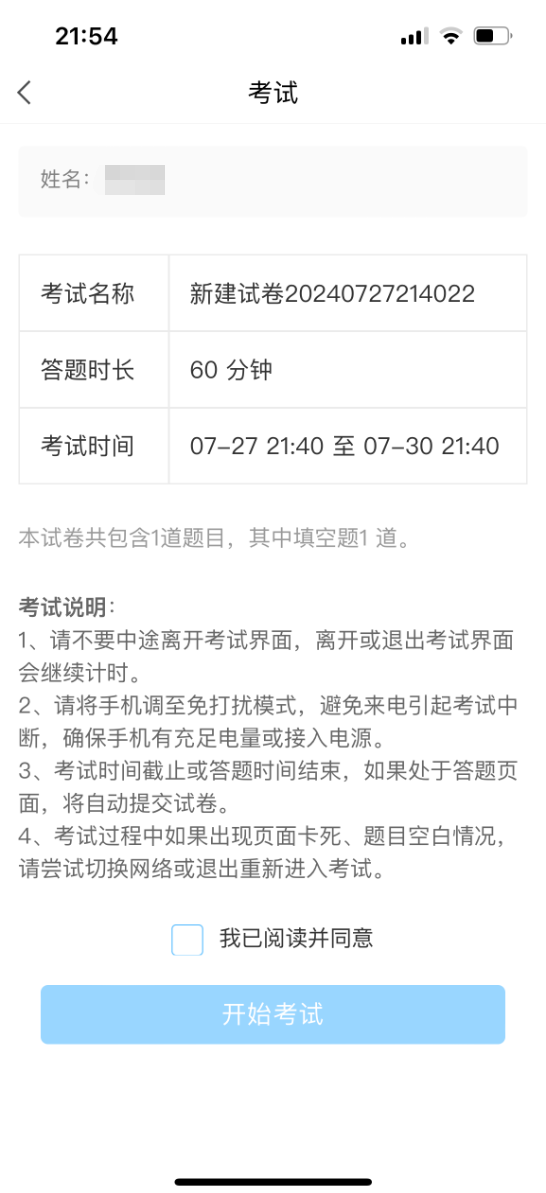 21:54
考试
姓名：
考试名称 新建试卷20240727214022
答题时长 60 分钟
考试时间 07-27 21:40 至 07-30 21:40
本试卷共包含1道题目，其中填空题1 道。
考试说明：
1、请不要中途离开考试界面，离开或退出考试界面
会继续计时。
2、请将手机调至免打扰模式，避免来电引起考试中
断，确保手机有充足电量或接入电源。
3、考试时间截止或答题时间结束，如果处于答题页
面，将自动提交试卷。
4、考试过程中如果出现页面卡死、题目空白情况，
请尝试切换网络或退出重新进入考试。
我已阅读并同意
开始考试